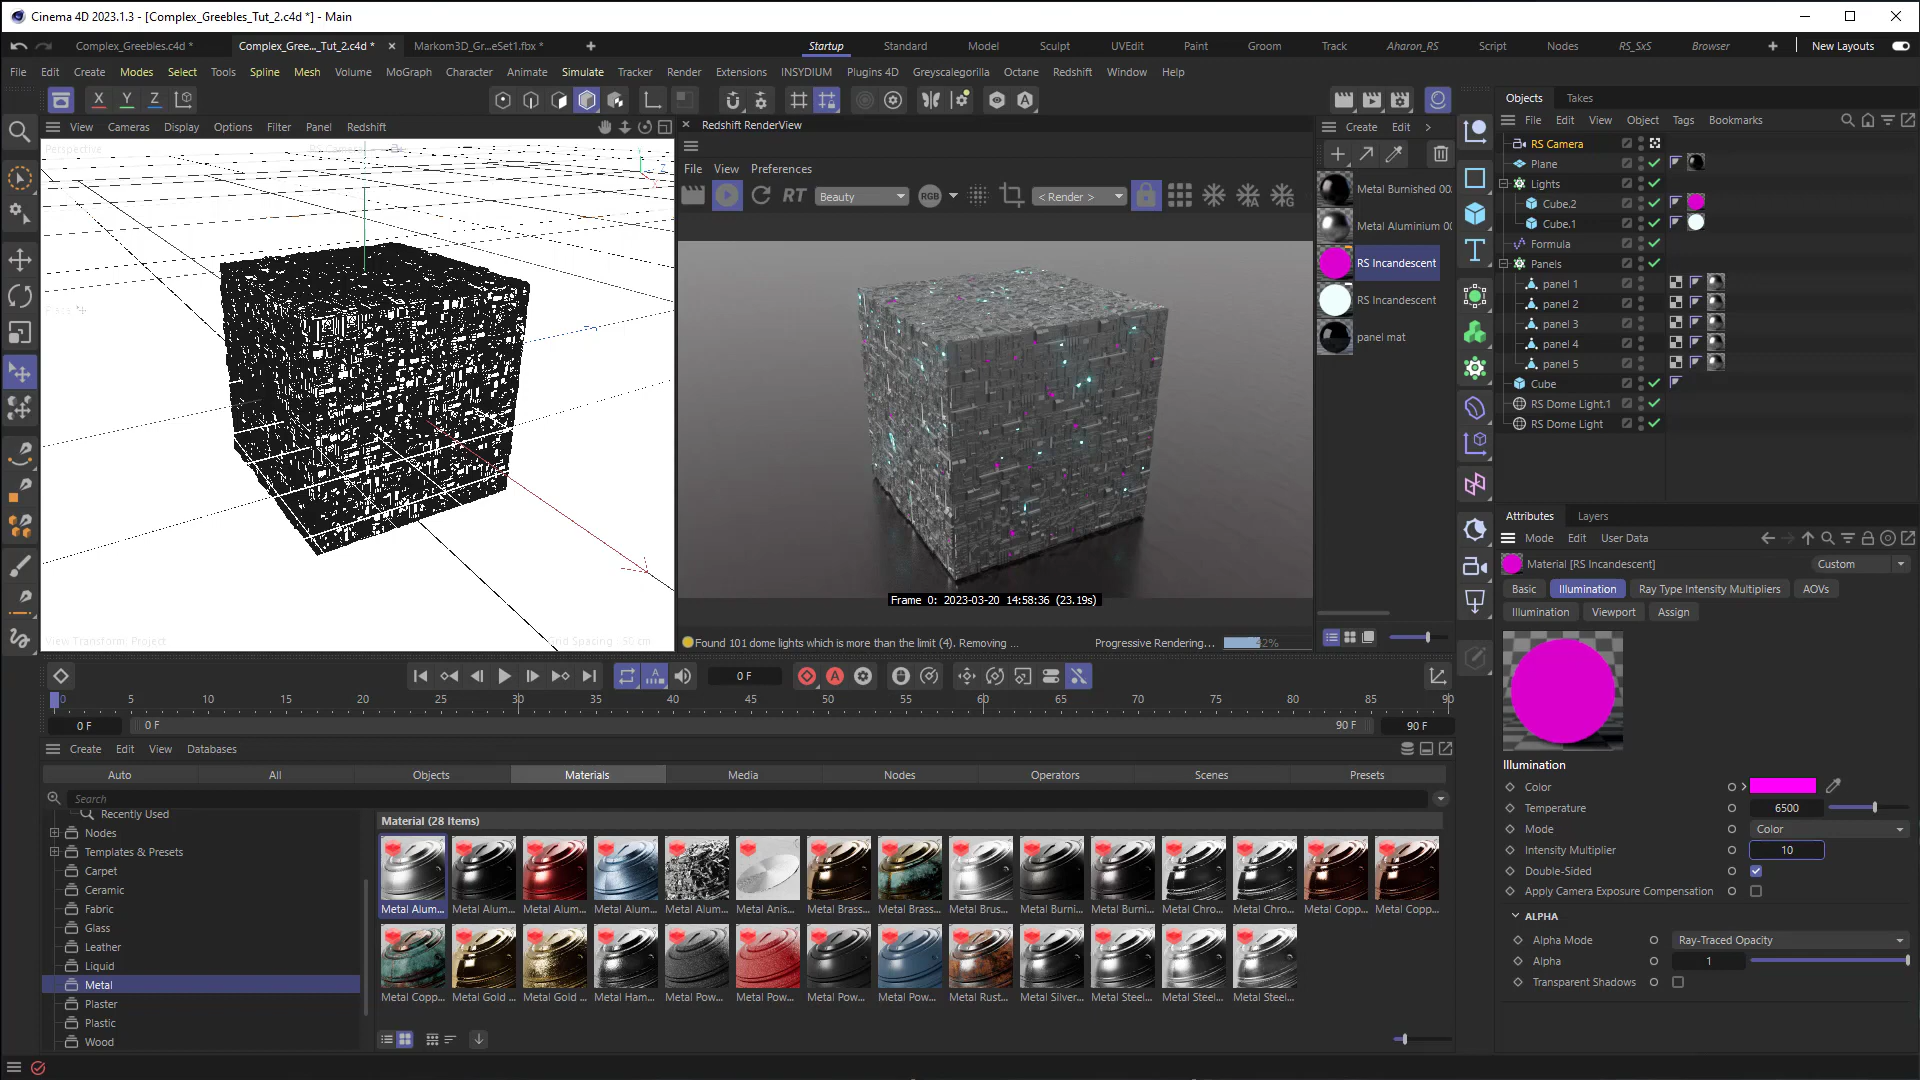 Cinema 4D 2023.1.3 - [Complex_Greebles_Tut_2.c4d *] - Main
Complex_Greebles.c4d *
Complex_Gree..._Tut_2.c4d *
Markom3D_Gr...eSet1.fbx *
Startup
Standard
Model
Sculpt
UVEdit
Paint
Groom
Track
Aharon_RS
Script
Nodes
RS_SxS
Browser
New Layouts
File Edit Create Modes Select Tools Spline Mesh Volume MoGraph Character Animate Simulate Tracker Render Extensions INSYDIUM Plugins 4D Greyscalegorilla Octane Redshift Window Help
X Y Z
View Cameras Display Options Filter Panel Redshift
Perspective
View Transform: Project
Grid Spacing : 50 cm
Redshift RenderView
File View Preferences
RT
Beauty
RGB
< Render >
Frame 0: 2023-03-20 14:58:36 (23.19s)
Found 101 dome lights which is more than the limit (4). Removing ...
Progressive Rendering...
Create Edit
Metal Burnished 00
Metal Aluminium 00
RS Incandescent
RS Incandescent
panel mat
Objects
Takes
File Edit View Object Tags Bookmarks
RS Camera
Plane
Lights
Cube.2
Cube.1
Formula
Panels
panel 1
panel 2
panel 3
panel 4
panel 5
Cube
RS Dome Light.1
RS Dome Light
Attributes
Layers
Mode Edit User Data
Material [RS Incandescent]
Custom
Basic
Illumination
Ray Type Intensity Multipliers
AOVs
Illumination
Viewport
Assign
Illumination
Color
Temperature 6500
Mode Color
Intensity Multiplier 10
Double-Sided
Apply Camera Exposure Compensation
ALPHA
Alpha Mode Ray-Traced Opacity
Alpha 1
Transparent Shadows
0 F
0 5 10 15 20 25 30 35 40 45 50 55 60 65 70 75 80 85 90
0 F
0 F
90 F
90 F
Create Edit View Databases
Auto
All
Objects
Materials
Media
Nodes
Operators
Scenes
Presets
Search
Recently Used
Nodes
Templates & Presets
Carpet
Ceramic
Fabric
Glass
Leather
Liquid
Metal
Plaster
Plastic
Wood
Material (28 Items)
Metal Alum... Metal Alum... Metal Alum... Metal Alum... Metal Alum... Metal Anis... Metal Brass... Metal Brass... Metal Brus... Metal Burni... Metal Burni... Metal Chro... Metal Chro... Metal Copp... Metal Copp...
Metal Copp... Metal Gold ... Metal Gold ... Metal Ham... Metal Pow... Metal Pow... Metal Pow... Metal Pow... Metal Rust... Metal Silver... Metal Steel... Metal Steel... Metal Steel...